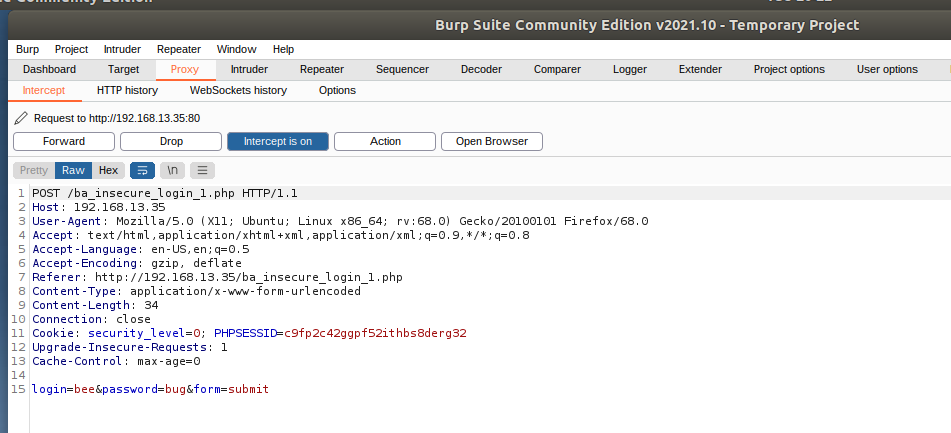 Burp Suite Community Edition v2021.10 - Temporary Project
Burp Project Intruder Repeater Window Help
Dashboard Target Proxy Intruder Repeater Sequencer Decoder Comparer Logger Extender Project options User options
Intercept HTTP history WebSockets history Options
Request to http://192.168.13.35:80
Forward Drop Intercept is on Action Open Browser
Pretty Raw Hex \n
1 POST /ba_insecure_login_1.php HTTP/1.1
2 Host: 192.168.13.35
3 User-Agent: Mozilla/5.0 (X11; Ubuntu; Linux x86_64; rv:68.0) Gecko/20100101 Firefox/68.0
4 Accept: text/html,application/xhtml+xml,application/xml;q=0.9,*/*;q=0.8
5 Accept-Language: en-US,en;q=0.5
6 Accept-Encoding: gzip, deflate
7 Referer: http://192.168.13.35/ba_insecure_login_1.php
8 Content-Type: application/x-www-form-urlencoded
9 Content-Length: 34
10 Connection: close
11 Cookie: security_level=0; PHPSESSID=c9fp2c42ggpf52ithbs8derg32
12 Upgrade-Insecure-Requests: 1
13 Cache-Control: max-age=0
14
15 login=bee&password=bug&form=submit